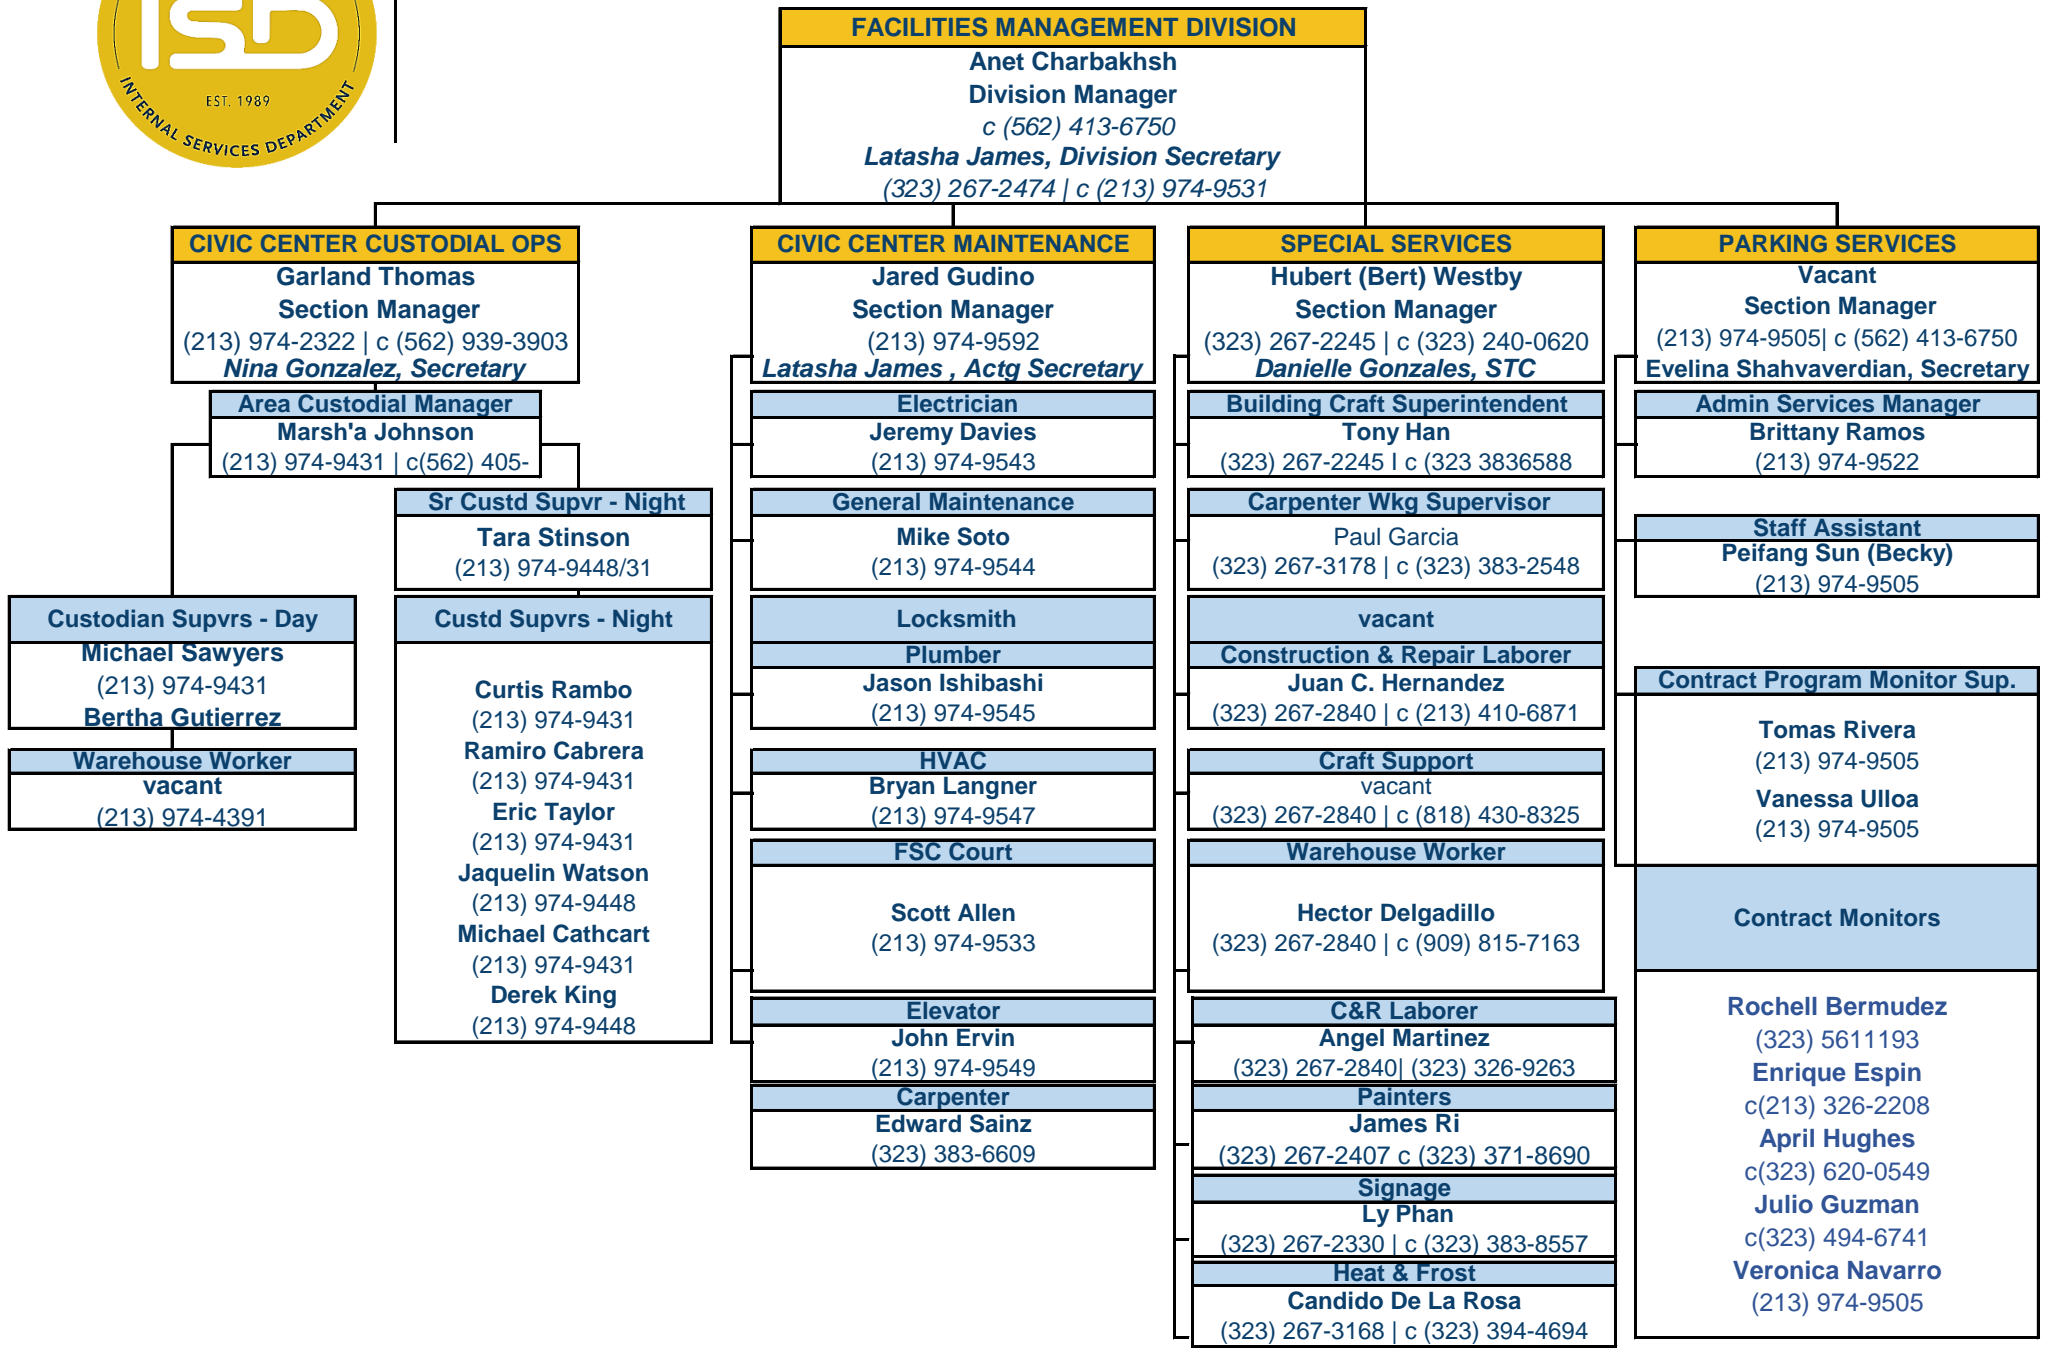 ISD
EST. 1989
INTERNAL SERVICES DEPARTMENT
FACILITIES MANAGEMENT DIVISION
Anet Charbakhsh
Division Manager
c (562) 413-6750
Latasha James, Division Secretary
(323) 267-2474 | c (213) 974-9531
CIVIC CENTER CUSTODIAL OPS
Garland Thomas
Section Manager
(213) 974-2322 | c (562) 939-3903
Nina Gonzalez, Secretary
Area Custodial Manager
Marsh'a Johnson
(213) 974-9431 | c(562) 405-
Sr Custd Supvr - Night
Tara Stinson
(213) 974-9448/31
Custodian Supvrs - Day
Michael Sawyers
(213) 974-9431
Bertha Gutierrez
Warehouse Worker
vacant
(213) 974-4391
Custd Supvrs - Night
Curtis Rambo
(213) 974-9431
Ramiro Cabrera
(213) 974-9431
Eric Taylor
(213) 974-9431
Jaquelin Watson
(213) 974-9448
Michael Cathcart
(213) 974-9431
Derek King
(213) 974-9448
CIVIC CENTER MAINTENANCE
Jared Gudino
Section Manager
(213) 974-9592
Latasha James , Actg Secretary
Electrician
Jeremy Davies
(213) 974-9543
General Maintenance
Mike Soto
(213) 974-9544
Locksmith
Plumber
Jason Ishibashi
(213) 974-9545
HVAC
Bryan Langner
(213) 974-9547
FSC Court
Scott Allen
(213) 974-9533
Elevator
John Ervin
(213) 974-9549
Carpenter
Edward Sainz
(323) 383-6609
SPECIAL SERVICES
Hubert (Bert) Westby
Section Manager
(323) 267-2245 | c (323) 240-0620
Danielle Gonzales, STC
Building Craft Superintendent
Tony Han
(323) 267-2245 I c (323 3836588
Carpenter Wkg Supervisor
Paul Garcia
(323) 267-3178 | c (323) 383-2548
vacant
Construction & Repair Laborer
Juan C. Hernandez
(323) 267-2840 | c (213) 410-6871
Craft Support
vacant
(323) 267-2840 | c (818) 430-8325
Warehouse Worker
Hector Delgadillo
(323) 267-2840 | c (909) 815-7163
C&R Laborer
Angel Martinez
(323) 267-2840| (323) 326-9263
Painters
James Ri
(323) 267-2407 c (323) 371-8690
Signage
Ly Phan
(323) 267-2330 | c (323) 383-8557
Heat & Frost
Candido De La Rosa
(323) 267-3168 | c (323) 394-4694
PARKING SERVICES
Vacant
Section Manager
(213) 974-9505| c (562) 413-6750
Evelina Shahvaverdian, Secretary
Admin Services Manager
Brittany Ramos
(213) 974-9522
Staff Assistant
Peifang Sun (Becky)
(213) 974-9505
Contract Program Monitor Sup.
Tomas Rivera
(213) 974-9505
Vanessa Ulloa
(213) 974-9505
Contract Monitors
Rochell Bermudez
(323) 5611193
Enrique Espin
c(213) 326-2208
April Hughes
c(323) 620-0549
Julio Guzman
c(323) 494-6741
Veronica Navarro
(213) 974-9505